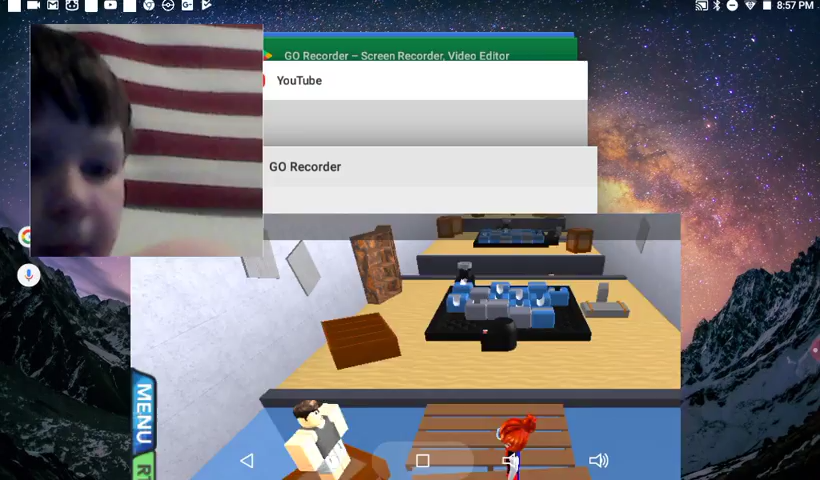 8:57 PM
GO Recorder – Screen Recorder, Video Editor
YouTube
GO Recorder
MENU